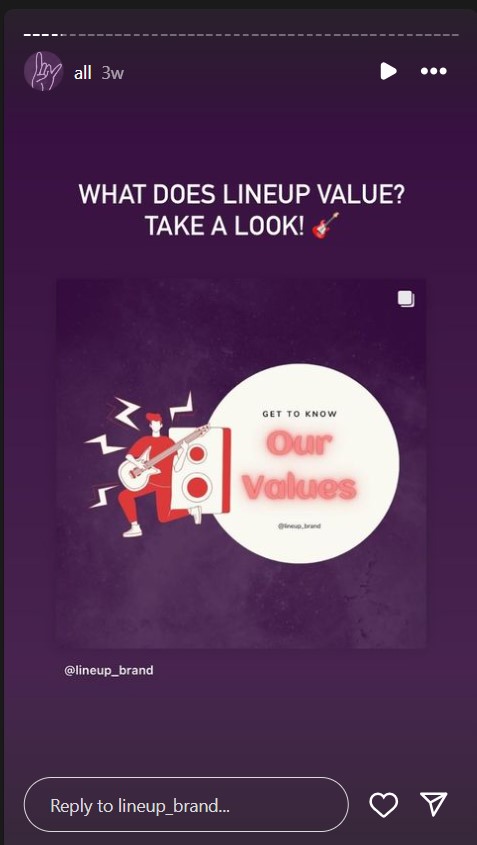 all 3w
WHAT DOES LINEUP VALUE?
TAKE A LOOK! 🎸
GET TO KNOW
Our
Values
@lineup_brand
@lineup_brand
Reply to lineup_brand...